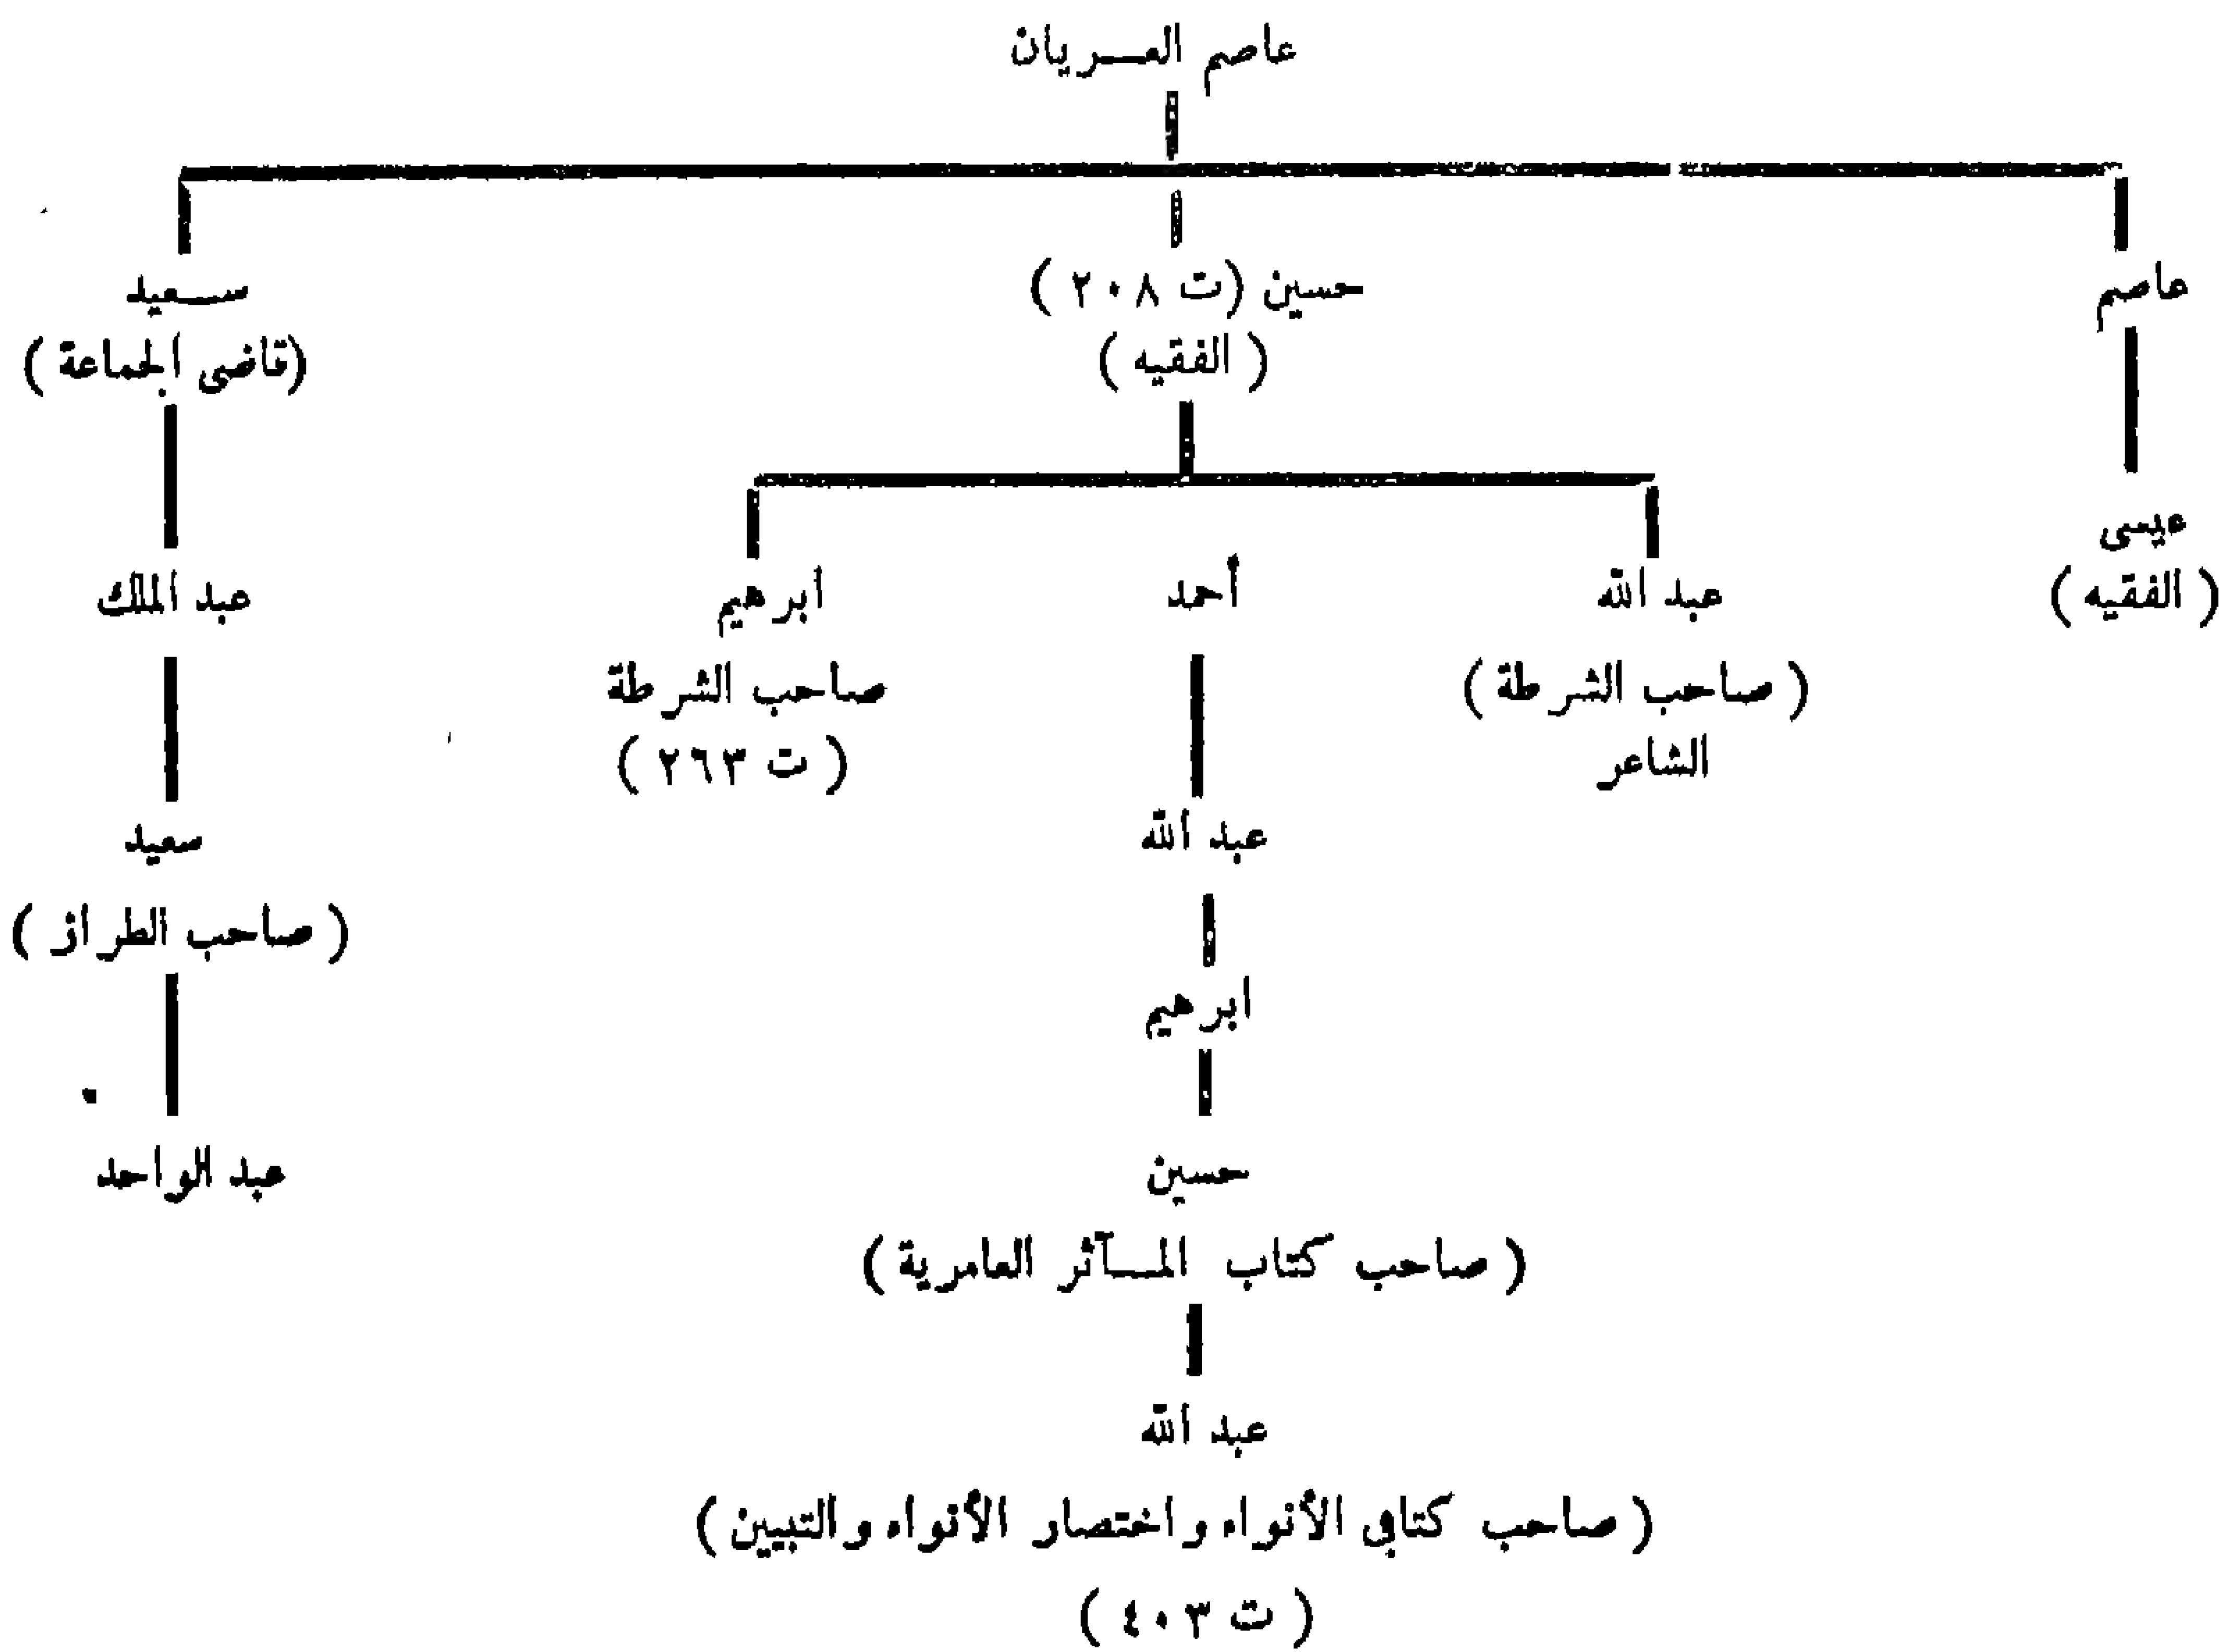 عاصم العريان
عاصم
حسين (ت ٢٠٨)
(الفقيه)
سعيد
(قاضى الجماعة)
عيسى
(الفقيه)
عبد الله
(صاحب الشرطة)
الشاعر
أحمد
ابرهيم
صاحب الشرطة
(ت ٢٦٣)
عبد الملك
عبد الله
سعيد
(صاحب الطراز)
ابرهيم
حسين
عبد الواحد
(صاحب كتاب المآثر العامرية)
عبد الله
(صاحب كتابى الأنواء واختصار الأنواء والتبيين)
(ت ٤٠٣)